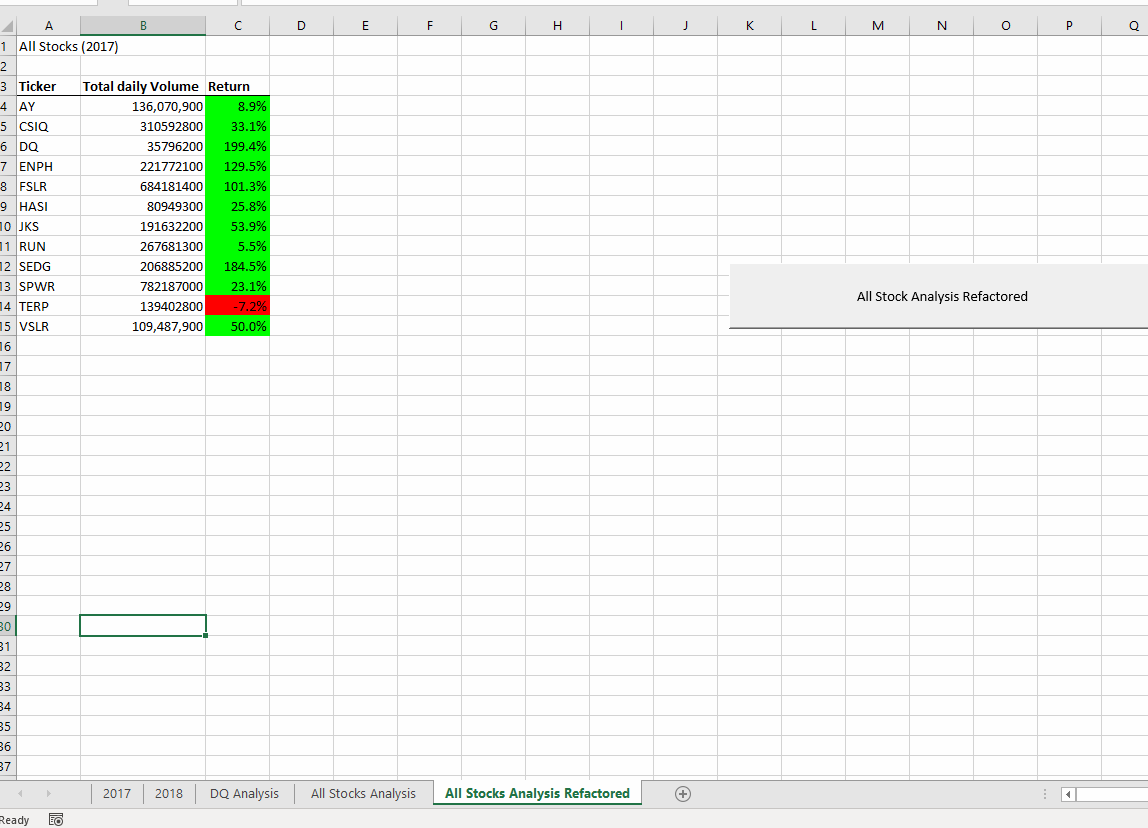 A B C D E F G H I J K L M N O P Q
1 All Stocks (2017)
2
3 Ticker Total daily Volume Return
4 AY 136,070,900 8.9%
5 CSIQ 310592800 33.1%
6 DQ 35796200 199.4%
7 ENPH 221772100 129.5%
8 FSLR 684181400 101.3%
9 HASI 80949300 25.8%
10 JKS 191632200 53.9%
11 RUN 267681300 5.5%
12 SEDG 206885200 184.5%
13 SPWR 782187000 23.1%
All Stock Analysis Refactored
14 TERP 139402800 -7.2%
15 VSLR 109,487,900 50.0%
16
17
18
19
20
21
22
23
24
25
26
27
28
29
30
31
32
33
34
35
36
37
2017 2018 DQ Analysis All Stocks Analysis All Stocks Analysis Refactored
Ready